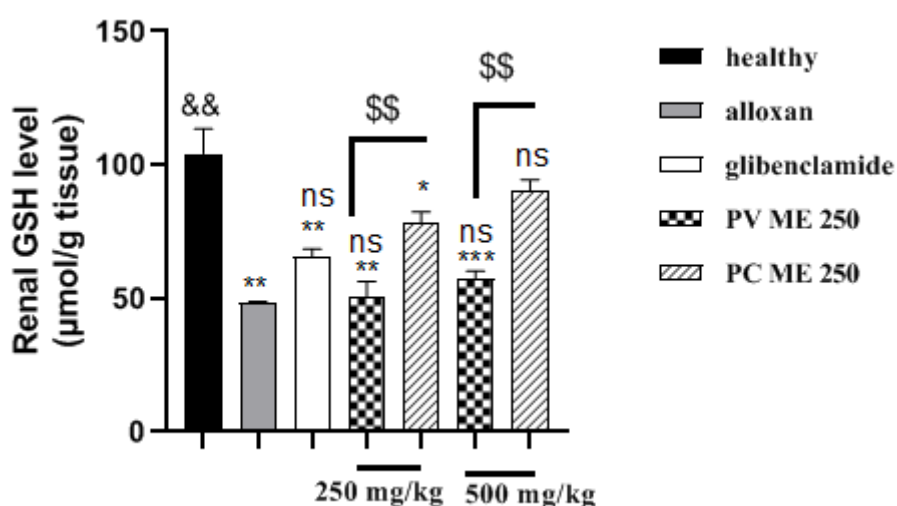 Renal GSH level
(µmol/g tissue)
150
100
50
0
&&
**
ns
**
ns
**
$$
*
ns
***
$$
ns
250 mg/kg
500 mg/kg
healthy
alloxan
glibenclamide
PV ME 250
PC ME 250